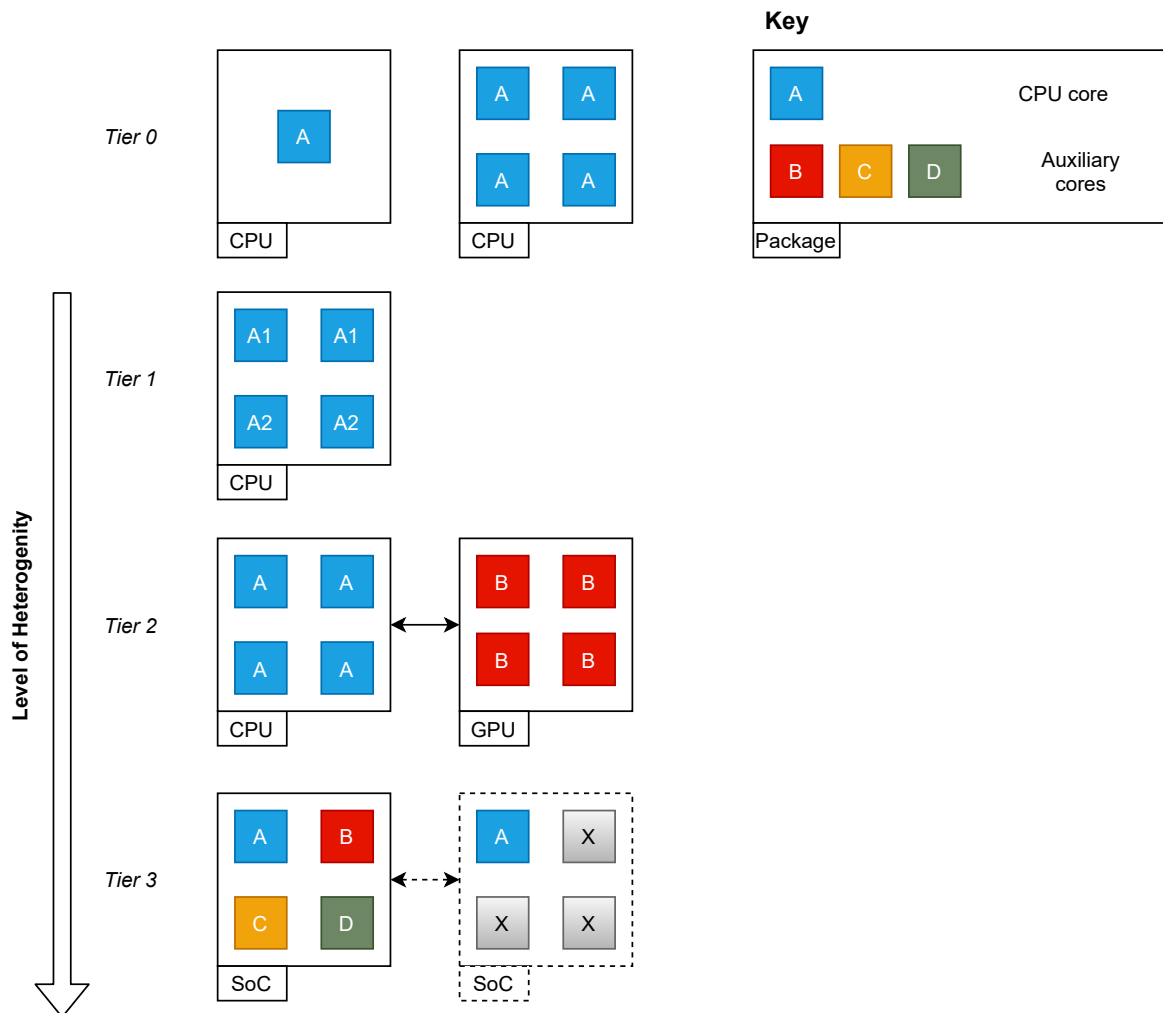 Key
Tier 0
A
CPU
A A
A A
CPU
A CPU core
B C D Auxiliary
cores
Package
Level of Heterogenity
Tier 1
A1 A1
A2 A2
CPU
Tier 2
A A
A A
CPU
B B
B B
GPU
Tier 3
A B
C D
SoC
A X
X X
SoC